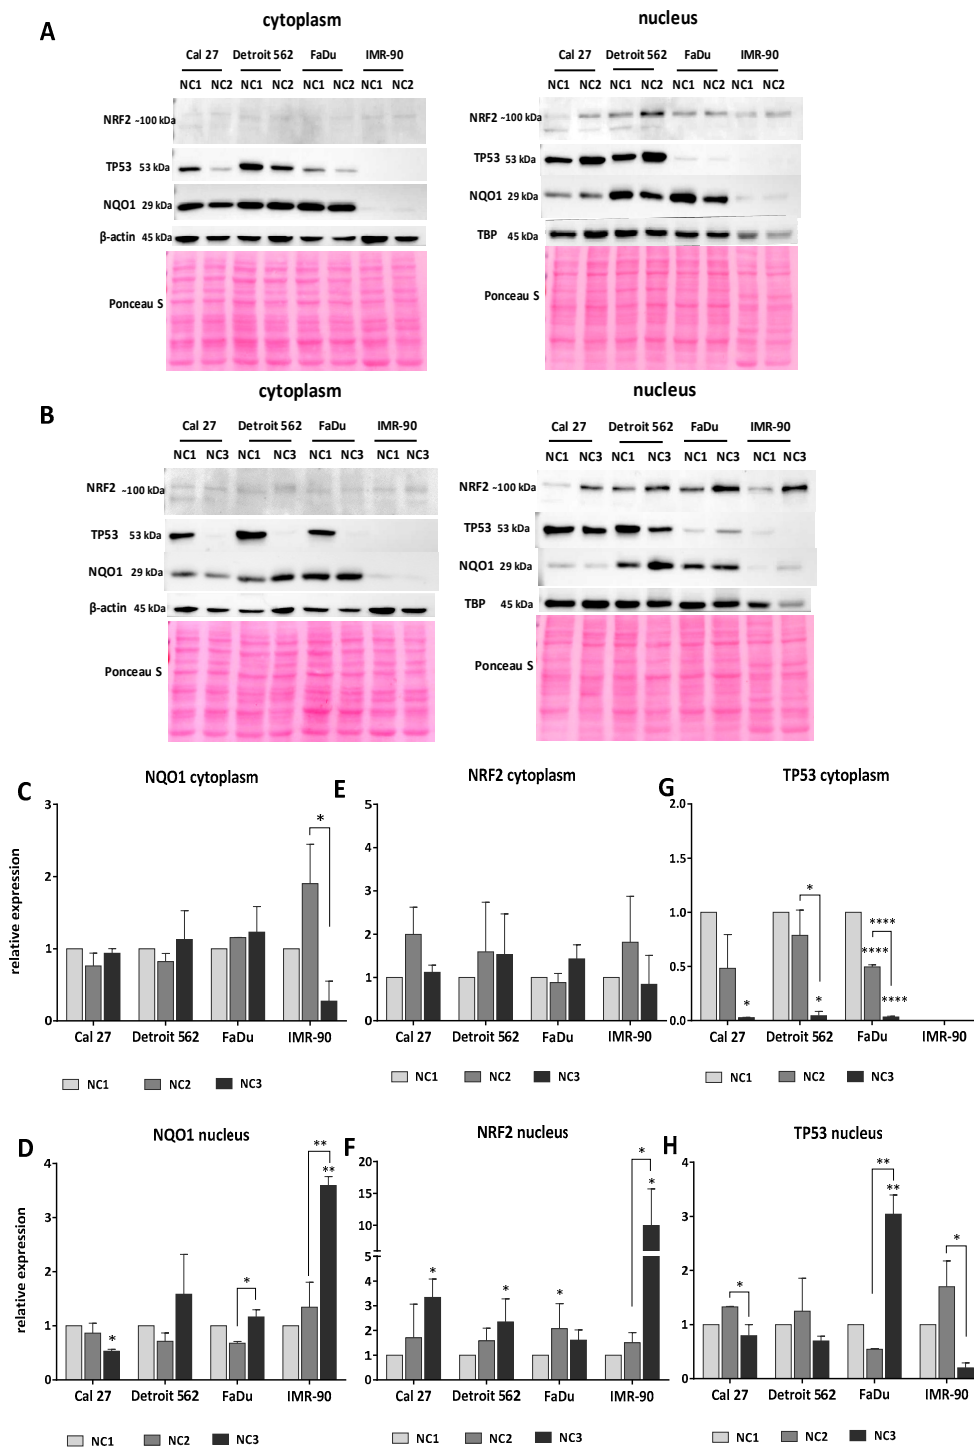 A
cytoplasm
nucleus
Cal 27 Detroit 562 FaDu IMR-90
NC1 NC2 NC1 NC2 NC1 NC2 NC1 NC2
NRF2 ~100 kDa
TP53 53 kDa
NQO1 29 kDa
β-actin 45 kDa
Ponceau S
Cal 27 Detroit 562 FaDu IMR-90
NC1 NC2 NC1 NC2 NC1 NC2 NC1 NC2
NRF2 ~100 kDa
TP53 53 kDa
NQO1 29 kDa
TBP 45 kDa
Ponceau S
B
cytoplasm
nucleus
Cal 27 Detroit 562 FaDu IMR-90
NC1 NC3 NC1 NC3 NC1 NC3 NC1 NC3
NRF2 ~100 kDa
TP53 53 kDa
NQO1 29 kDa
β-actin 45 kDa
Ponceau S
Cal 27 Detroit 562 FaDu IMR-90
NC1 NC3 NC1 NC3 NC1 NC3 NC1 NC3
NRF2 ~100 kDa
TP53 53 kDa
NQO1 29 kDa
TBP 45 kDa
Ponceau S
C
NQO1 cytoplasm
relative expression
3
2
1
0
*
Cal 27 Detroit 562 FaDu IMR-90
NC1 NC2 NC3
E
NRF2 cytoplasm
5
4
3
2
1
0
Cal 27 Detroit 562 FaDu IMR-90
NC1 NC2 NC3
G
TP53 cytoplasm
2.0
1.5
1.0
0.5
0.0
* * * **** **** ****
Cal 27 Detroit 562 FaDu IMR-90
NC1 NC2 NC3
D
NQO1 nucleus
relative expression
4
3
2
1
0
* * ** **
Cal 27 Detroit 562 FaDu IMR-90
NC1 NC2 NC3
F
NRF2 nucleus
20
15
10
5
4
3
2
1
0
* * * * *
Cal 27 Detroit 562 FaDu IMR-90
NC1 NC2 NC3
H
TP53 nucleus
4
3
2
1
0
* ** ** *
Cal 27 Detroit 562 FaDu IMR-90
NC1 NC2 NC3